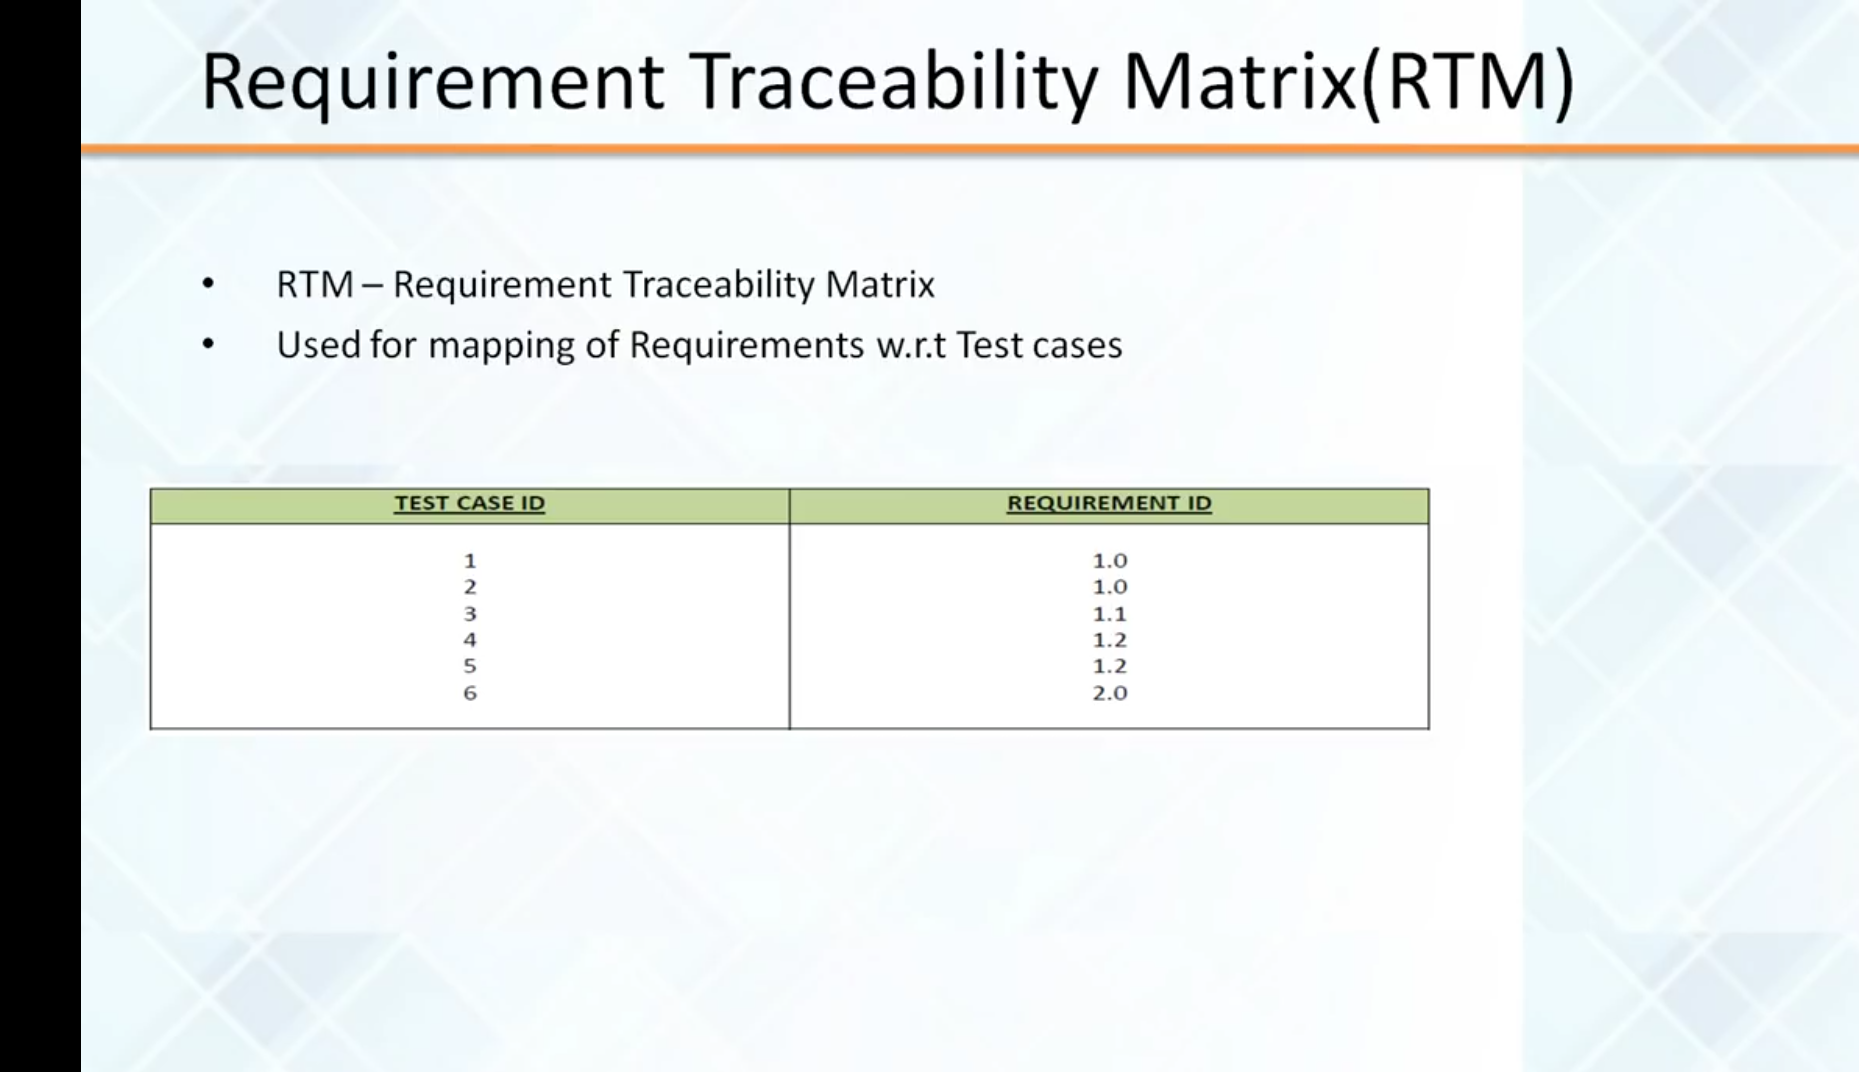 Requirement Traceability Matrix(RTM)
• RTM – Requirement Traceability Matrix
• Used for mapping of Requirements w.r.t Test cases
TEST CASE ID REQUIREMENT ID
1 1.0
2 1.0
3 1.1
4 1.2
5 1.2
6 2.0